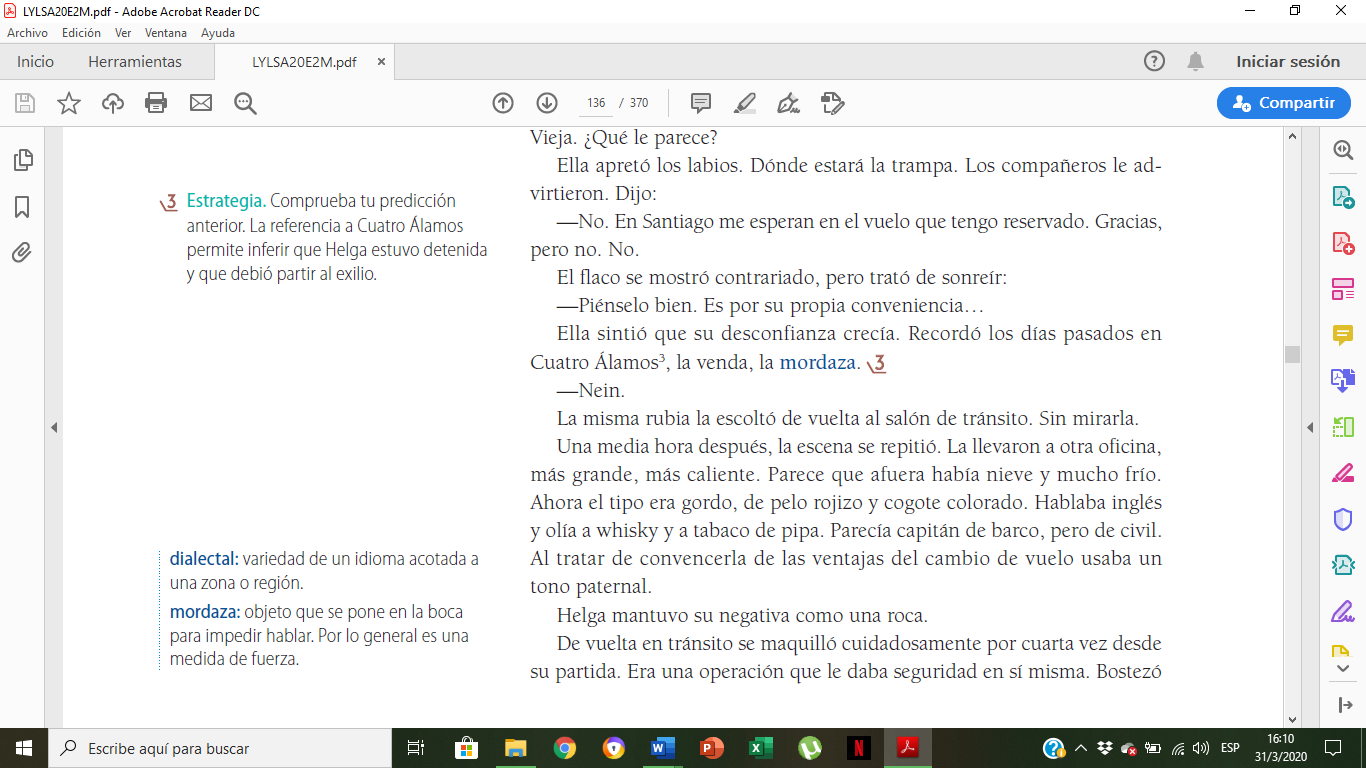 LYLSA20E2M.pdf - Adobe Acrobat Reader DC
Archivo Edición Ver Ventana Ayuda
Inicio Herramientas LYLSA20E2M.pdf × Iniciar sesión
136 / 370 Compartir
Vieja. ¿Qué le parece?
Ella apretó los labios. Dónde estará la trampa. Los compañeros le ad-
virtieron. Dijo:
—No. En Santiago me esperan en el vuelo que tengo reservado. Gracias,
pero no. No.
El flaco se mostró contrariado, pero trató de sonreír:
—Piénselo bien. Es por su propia conveniencia…
Ella sintió que su desconfianza crecía. Recordó los días pasados en
Cuatro Álamos³, la venda, la mordaza. 3
—Nein.
La misma rubia la escoltó de vuelta al salón de tránsito. Sin mirarla.
Una media hora después, la escena se repitió. La llevaron a otra oficina,
más grande, más caliente. Parece que afuera había nieve y mucho frío.
Ahora el tipo era gordo, de pelo rojizo y cogote colorado. Hablaba inglés
y olía a whisky y a tabaco de pipa. Parecía capitán de barco, pero de civil.
Al tratar de convencerla de las ventajas del cambio de vuelo usaba un
tono paternal.
Helga mantuvo su negativa como una roca.
De vuelta en tránsito se maquilló cuidadosamente por cuarta vez desde
su partida. Era una operación que le daba seguridad en sí misma. Bostezó
3 Estrategia. Comprueba tu predicción
anterior. La referencia a Cuatro Álamos
permite inferir que Helga estuvo detenida
y que debió partir al exilio.
dialectal: variedad de un idioma acotada a
una zona o región.
mordaza: objeto que se pone en la boca
para impedir hablar. Por lo general es una
medida de fuerza.
Escribe aquí para buscar
ESP
16:10
31/3/2020